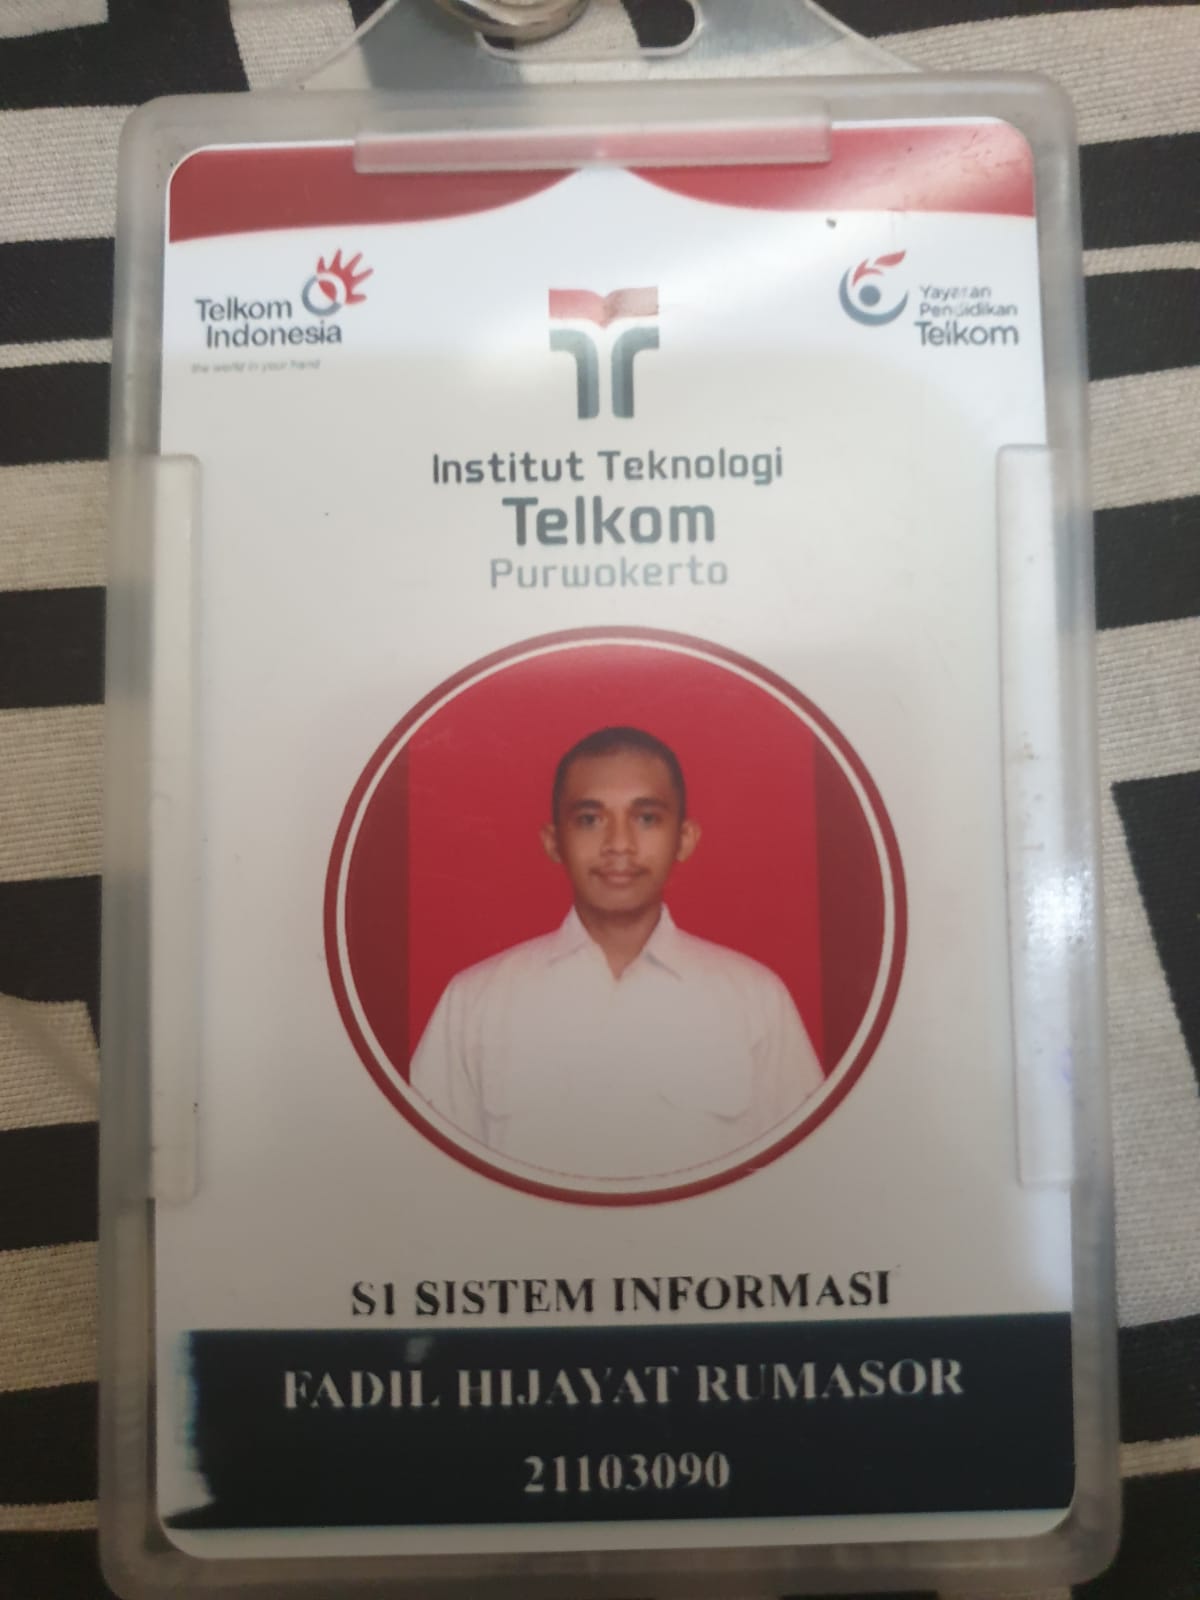 Telkom
Indonesia
the world in your hand
Yayasan
Pendidikan
Telkom
Institut Teknologi
Telkom
Purwokerto
S1 SISTEM INFORMASI
FADIL HIJAYAT RUMASOR
21103090